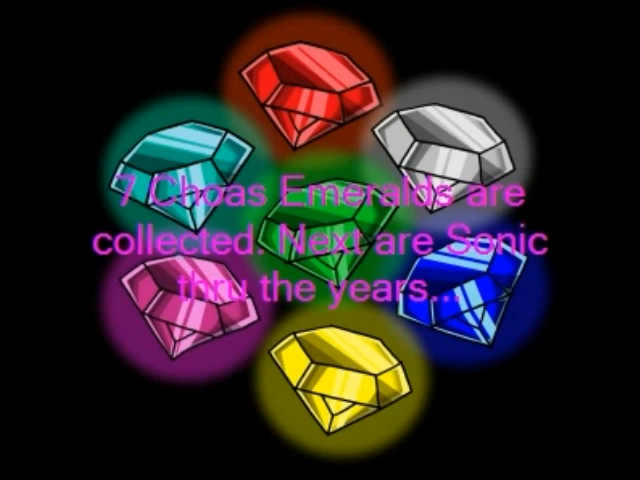 7 Choas Emeralds are
collected. Next are Sonic
thru the years...